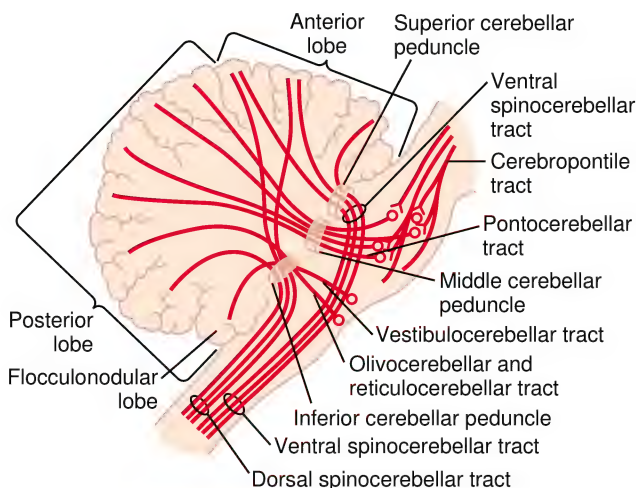 Anterior
lobe
Superior cerebellar
peduncle
Ventral
spinocerebellar
tract
Cerebropontile
tract
Pontocerebellar
tract
Middle cerebellar
peduncle
Vestibulocerebellar tract
Olivocerebellar and
reticulocerebellar tract
Inferior cerebellar peduncle
Ventral spinocerebellar tract
Dorsal spinocerebellar tract
Posterior
lobe
Flocculonodular
lobe